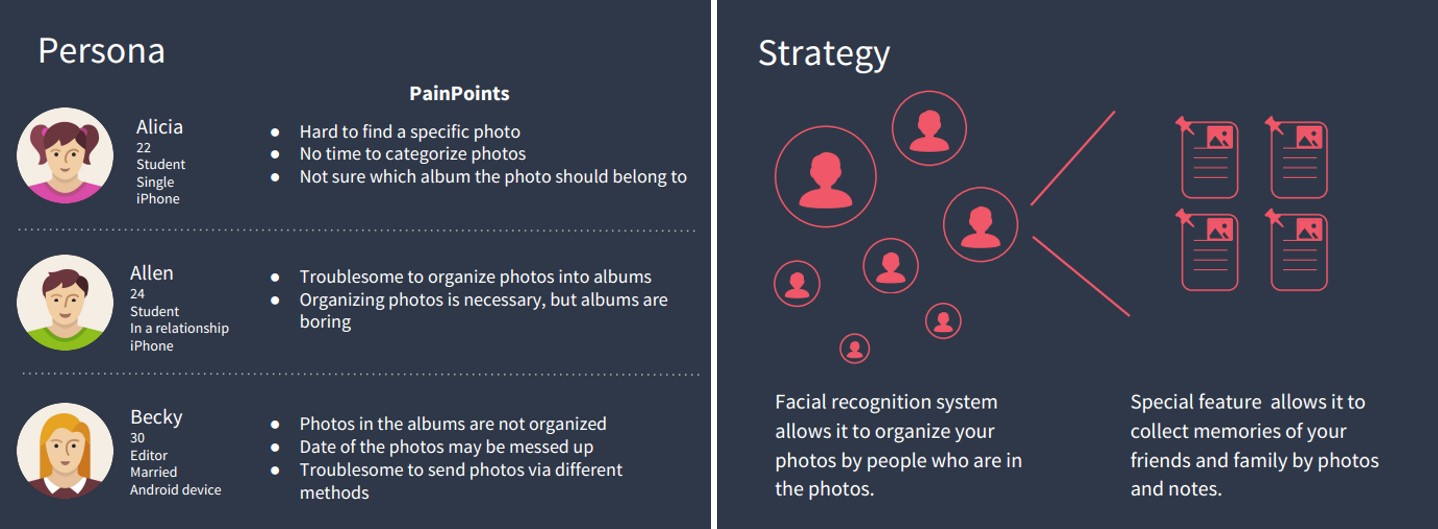 Persona
PainPoints
Alicia
22
Student
Single
iPhone
● Hard to find a specific photo
● No time to categorize photos
● Not sure which album the photo should belong to
Allen
24
Student
In a relationship
iPhone
● Troublesome to organize photos into albums
● Organizing photos is necessary, but albums are
boring
Becky
30
Editor
Married
Android device
● Photos in the albums are not organized
● Date of the photos may be messed up
● Troublesome to send photos via different
methods
Strategy
Facial recognition system
allows it to organize your
photos by people who are in
the photos.
Special feature  allows it to
collect memories of your
friends and family by photos
and notes.